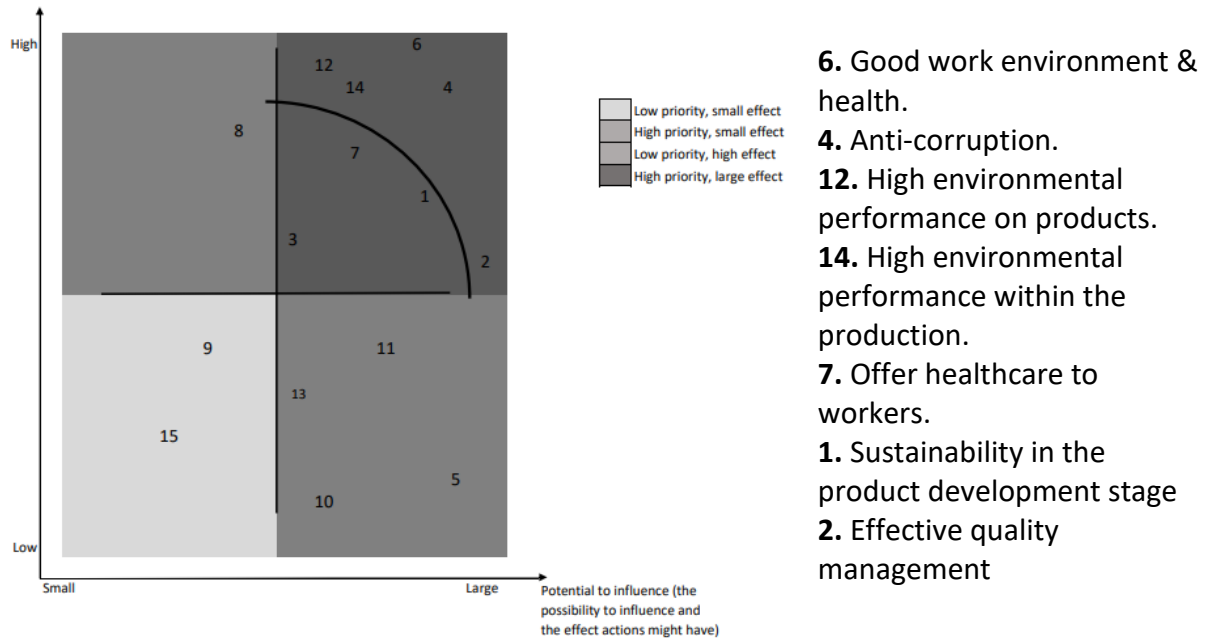 High
6
12
14
4
8
7
1
3
2
9
11
13
15
5
10
Low
Small
Large
Potential to influence (the
possibility to influence and
the effect actions might have)
Low priority, small effect
High priority, small effect
Low priority, high effect
High priority, large effect
6. Good work environment &
health.
4. Anti-corruption.
12. High environmental
performance on products.
14. High environmental
performance within the
production.
7. Offer healthcare to
workers.
1. Sustainability in the
product development stage
2. Effective quality
management